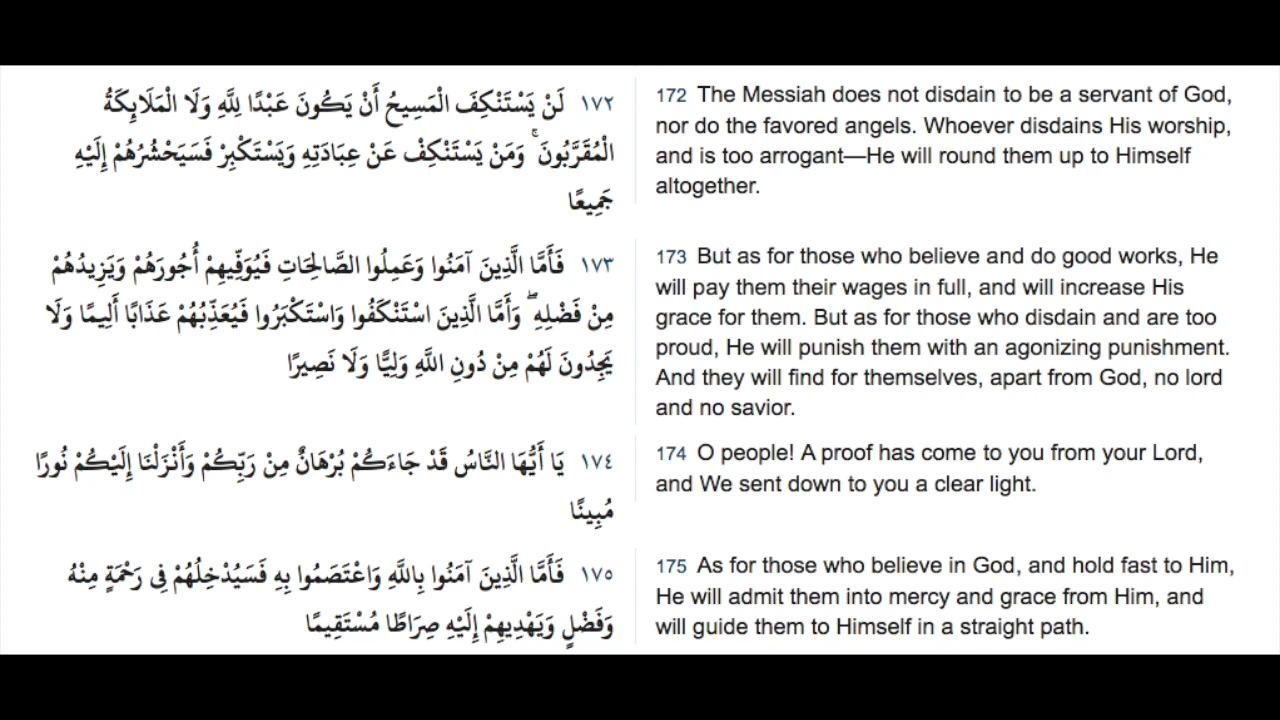 ١٧٢ لَنْ يَسْتَنْكِفَ الْمَسِيحُ أَنْ يَكُونَ عَبْدًا لِلَّهِ وَلَا الْمَلَائِكَةُ
الْمُقَرَّبُونَ ۚ وَمَنْ يَسْتَنْكِفْ عَنْ عِبَادَتِهِ وَيَسْتَكْبِرْ فَسَيَحْشُرُهُمْ إِلَيْهِ
جَمِيعًا
172 The Messiah does not disdain to be a servant of God,
nor do the favored angels. Whoever disdains His worship,
and is too arrogant—He will round them up to Himself
altogether.
١٧٣ فَأَمَّا الَّذِينَ آمَنُوا وَعَمِلُوا الصَّالِحَاتِ فَيُوَفِّيهِمْ أُجُورَهُمْ وَيَزِيدُهُمْ
مِنْ فَضْلِهِ ۖ وَأَمَّا الَّذِينَ اسْتَنْكَفُوا وَاسْتَكْبَرُوا فَيُعَذِّبُهُمْ عَذَابًا أَلِيمًا وَلَا
يَجِدُونَ لَهُمْ مِنْ دُونِ اللَّهِ وَلِيًّا وَلَا نَصِيرًا
173 But as for those who believe and do good works, He
will pay them their wages in full, and will increase His
grace for them. But as for those who disdain and are too
proud, He will punish them with an agonizing punishment.
And they will find for themselves, apart from God, no lord
and no savior.
١٧٤ يَا أَيُّهَا النَّاسُ قَدْ جَاءَكُمْ بُرْهَانٌ مِنْ رَبِّكُمْ وَأَنْزَلْنَا إِلَيْكُمْ نُورًا
مُبِينًا
174 O people! A proof has come to you from your Lord,
and We sent down to you a clear light.
١٧٥ فَأَمَّا الَّذِينَ آمَنُوا بِاللَّهِ وَاعْتَصَمُوا بِهِ فَسَيُدْخِلُهُمْ فِي رَحْمَةٍ مِنْهُ
وَفَضْلٍ وَيَهْدِيهِمْ إِلَيْهِ صِرَاطًا مُسْتَقِيمًا
175 As for those who believe in God, and hold fast to Him,
He will admit them into mercy and grace from Him, and
will guide them to Himself in a straight path.